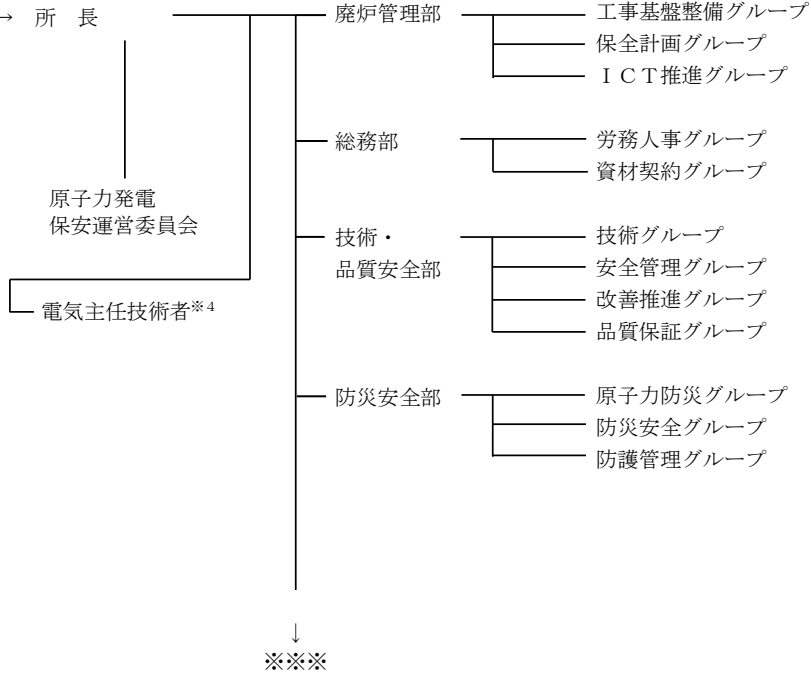 → 所 長
廃炉管理部
工事基盤整備グループ
保全計画グループ
ＩＣＴ推進グループ
総務部
労務人事グループ
資材契約グループ
原子力発電
保安運営委員会
技術・
品質安全部
技術グループ
安全管理グループ
改善推進グループ
品質保証グループ
電気主任技術者※4
防災安全部
原子力防災グループ
防災安全グループ
防護管理グループ
↓
※※※